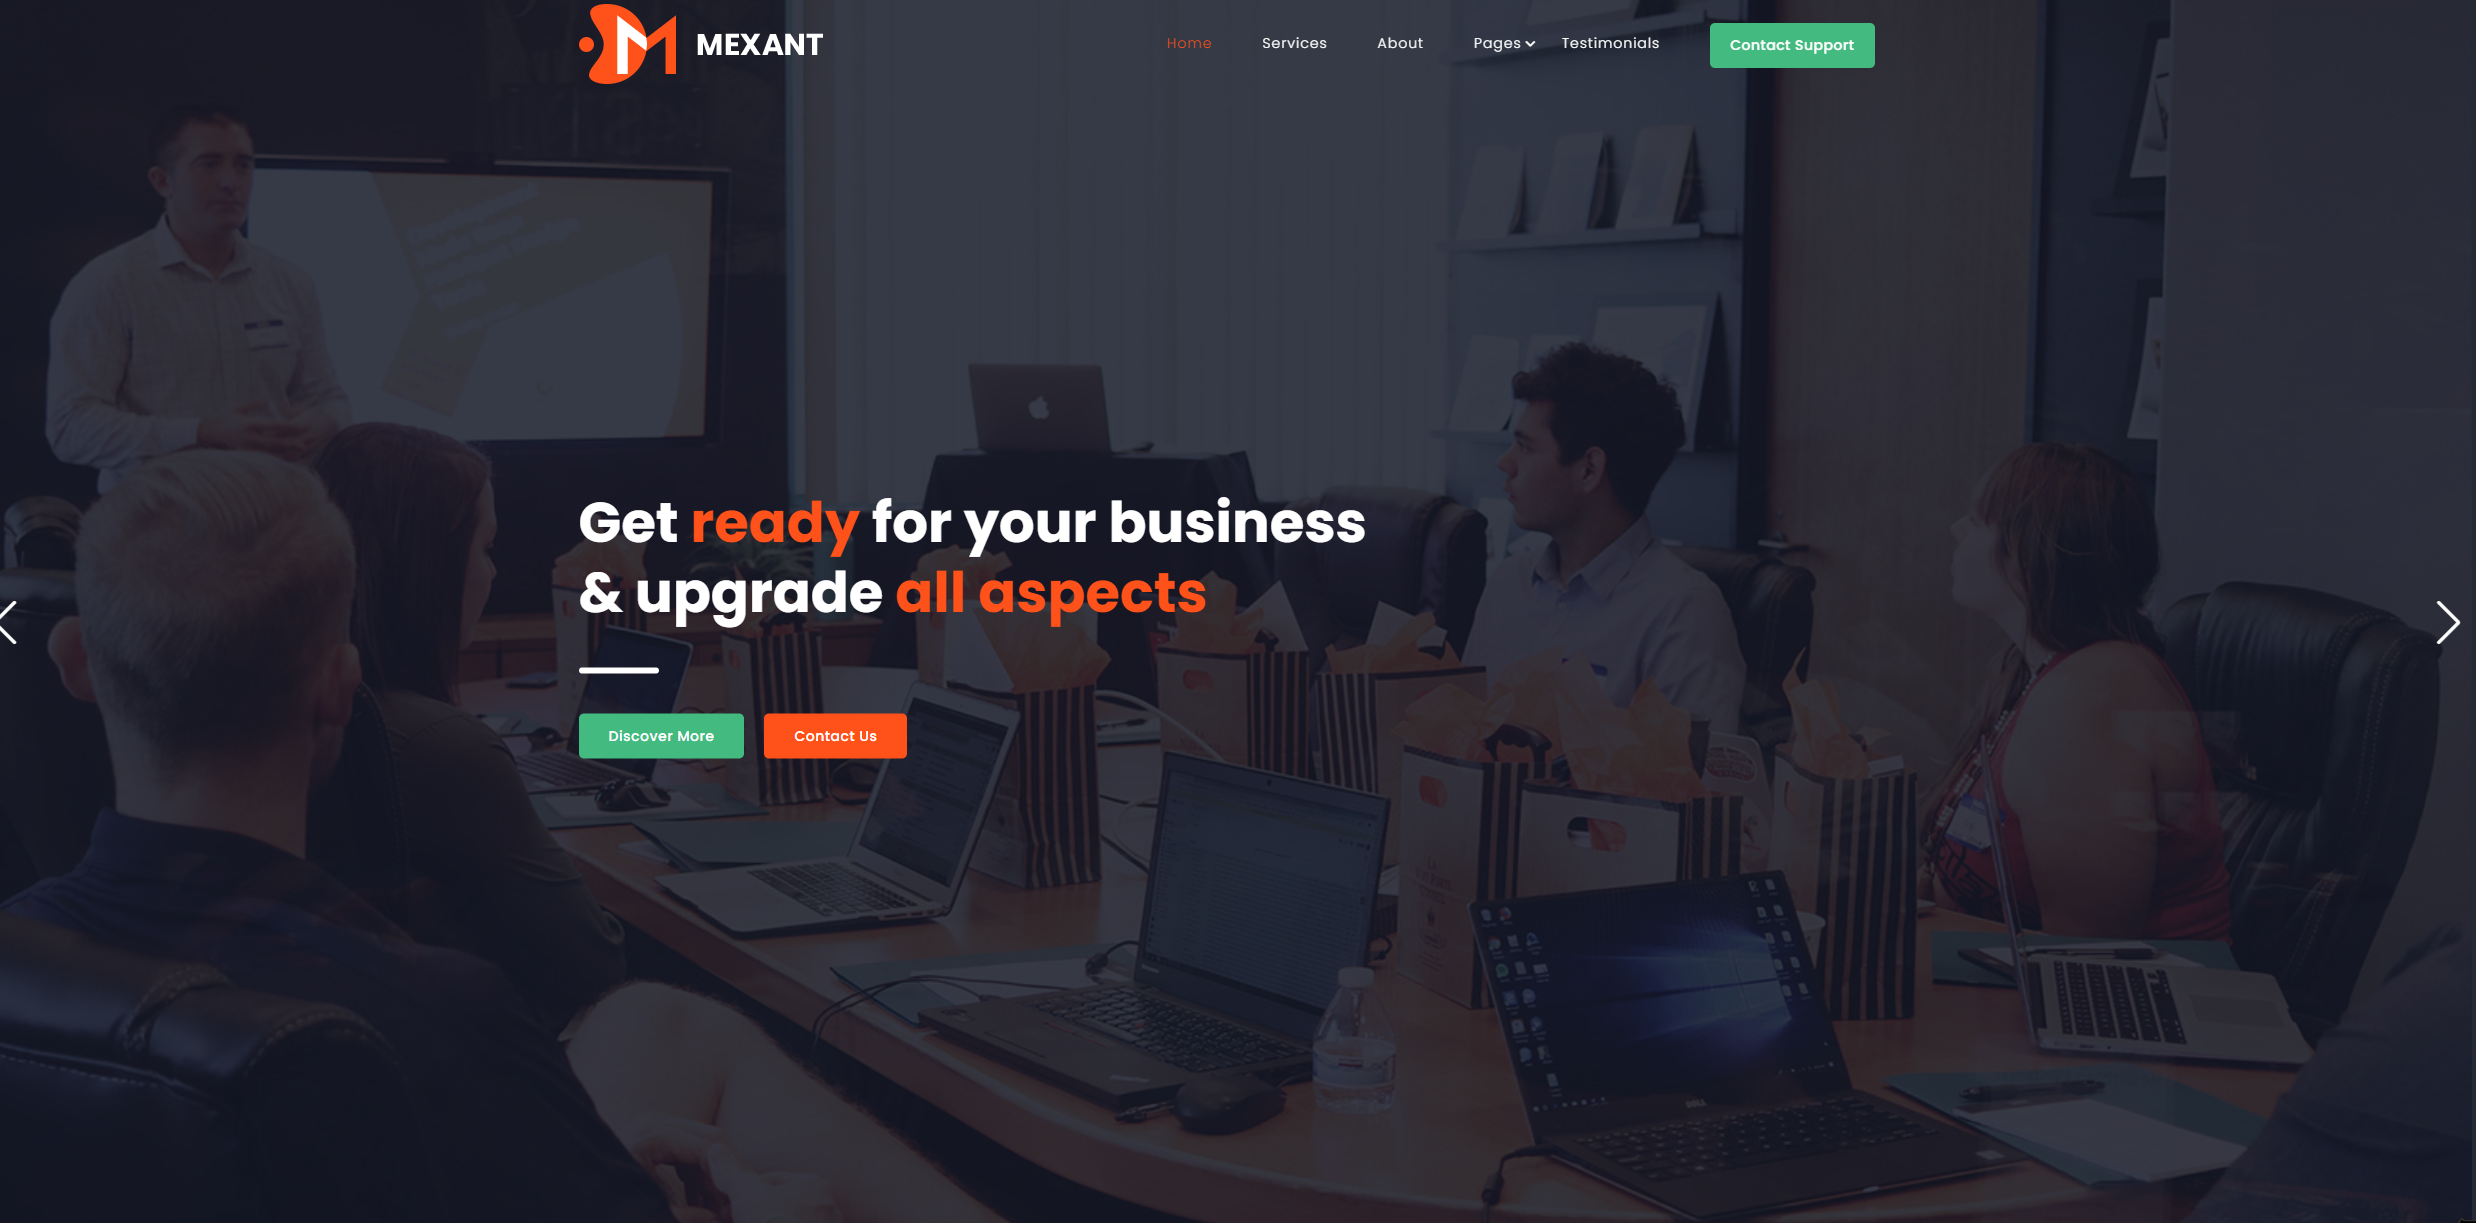 MEXANT
Home Services About Pages Testimonials Contact Support
Get ready for your business
& upgrade all aspects
Discover More Contact Us
DELL